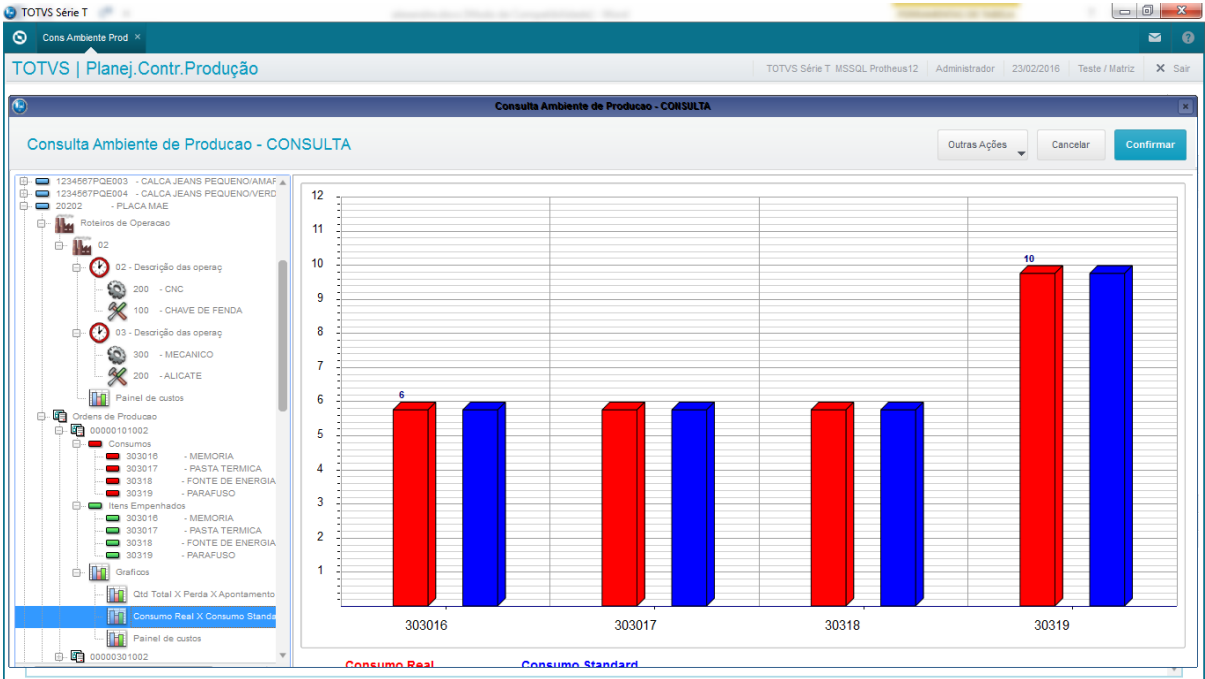 TOTVS Série T
Cons Ambiente Prod ×
TOTVS | Planej.Contr.Produção
TOTVS Série T MSSQL Protheus12 Administrador 23/02/2016 Teste / Matriz X Sair
Consulta Ambiente de Producao - CONSULTA
Consulta Ambiente de Producao - CONSULTA
Outras Ações Cancelar Confirmar
1234567PQE003 - CALCA JEANS PEQUENO/AMAR
1234567PQE004 - CALCA JEANS PEQUENO/VERD
20202 - PLACA MAE
Roteiros de Operacao
02
02 - Descrição das operaç
200 - CNC
100 - CHAVE DE FENDA
03 - Descrição das operaç
300 - MECANICO
200 - ALICATE
Painel de custos
Ordens de Producao
00000101002
Consumos
303016 - MEMORIA
303017 - PASTA TERMICA
30318 - FONTE DE ENERGIA
30319 - PARAFUSO
Itens Empenhados
303016 - MEMORIA
303017 - PASTA TERMICA
30318 - FONTE DE ENERGIA
30319 - PARAFUSO
Graficos
Qtd Total X Perda X Apontamento
Consumo Real X Consumo Standa
Painel de custos
00000301002
12
11
10
9
8
7
6
5
4
3
2
1
6
10
303016 303017 30318 30319
Consumo Real Consumo Standard